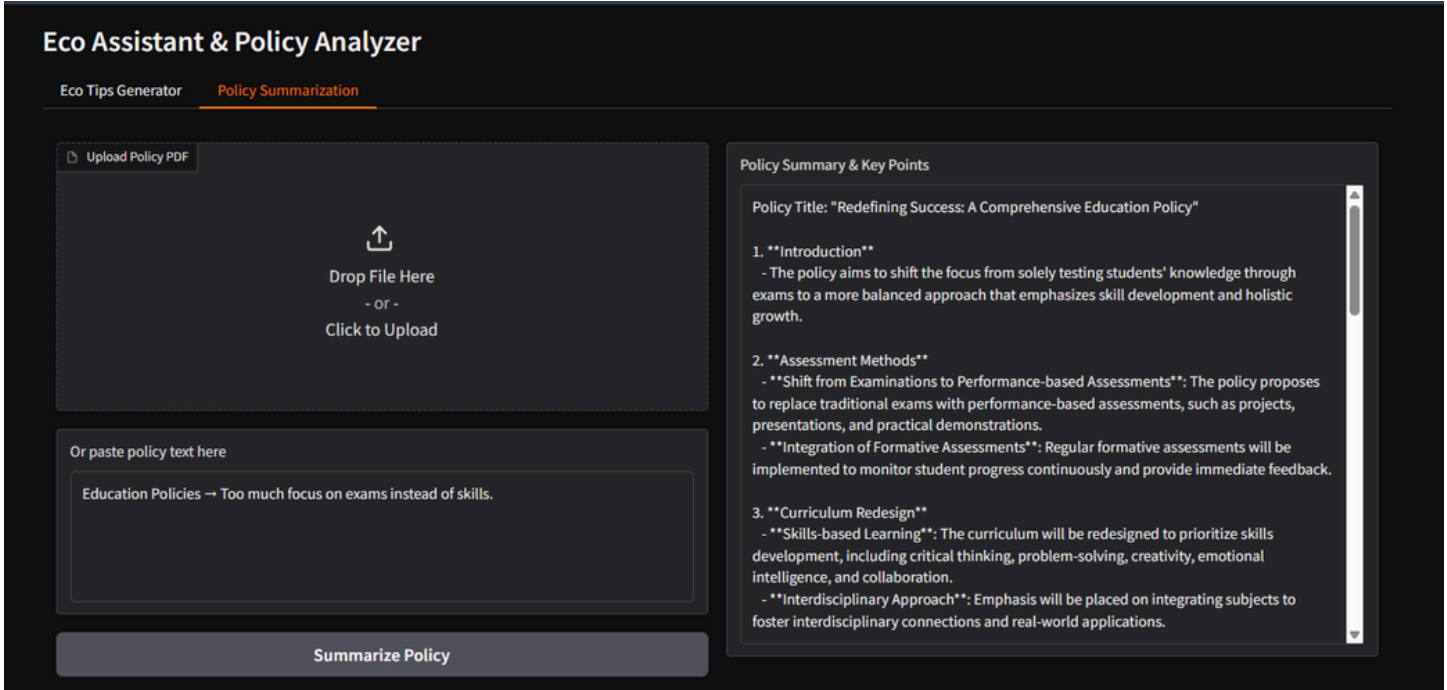 Eco Assistant & Policy Analyzer
Eco Tips Generator
Policy Summarization
Upload Policy PDF
Drop File Here
- or -
Click to Upload
Or paste policy text here
Education Policies → Too much focus on exams instead of skills.
Summarize Policy
Policy Summary & Key Points
Policy Title: "Redefining Success: A Comprehensive Education Policy"
1. **Introduction**
- The policy aims to shift the focus from solely testing students' knowledge through
exams to a more balanced approach that emphasizes skill development and holistic
growth.
2. **Assessment Methods**
- **Shift from Examinations to Performance-based Assessments**: The policy proposes
to replace traditional exams with performance-based assessments, such as projects,
presentations, and practical demonstrations.
- **Integration of Formative Assessments**: Regular formative assessments will be
implemented to monitor student progress continuously and provide immediate feedback.
3. **Curriculum Redesign**
- **Skills-based Learning**: The curriculum will be redesigned to prioritize skills
development, including critical thinking, problem-solving, creativity, emotional
intelligence, and collaboration.
- **Interdisciplinary Approach**: Emphasis will be placed on integrating subjects to
foster interdisciplinary connections and real-world applications.